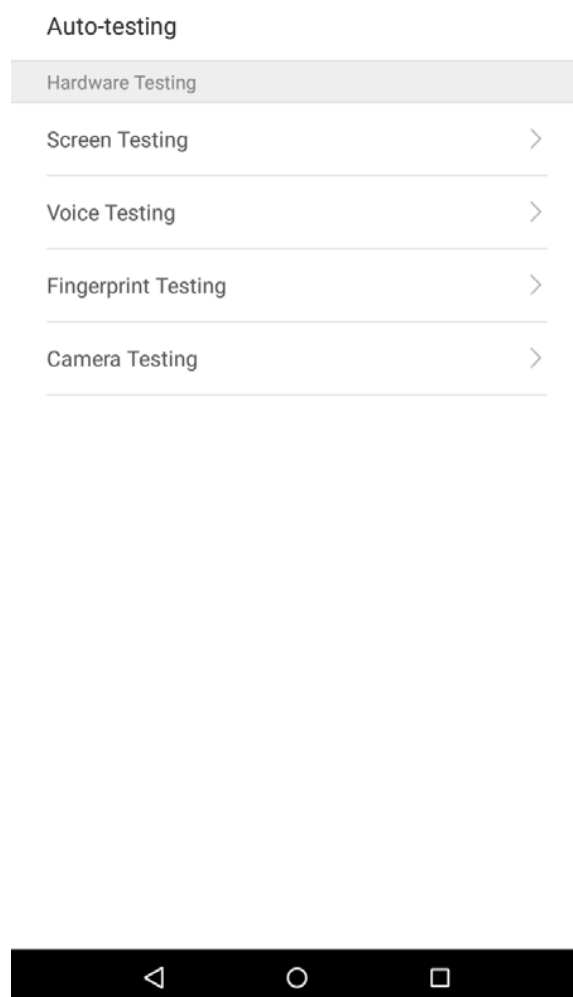 Auto-testing
Hardware Testing
Screen Testing
Voice Testing
Fingerprint Testing
Camera Testing